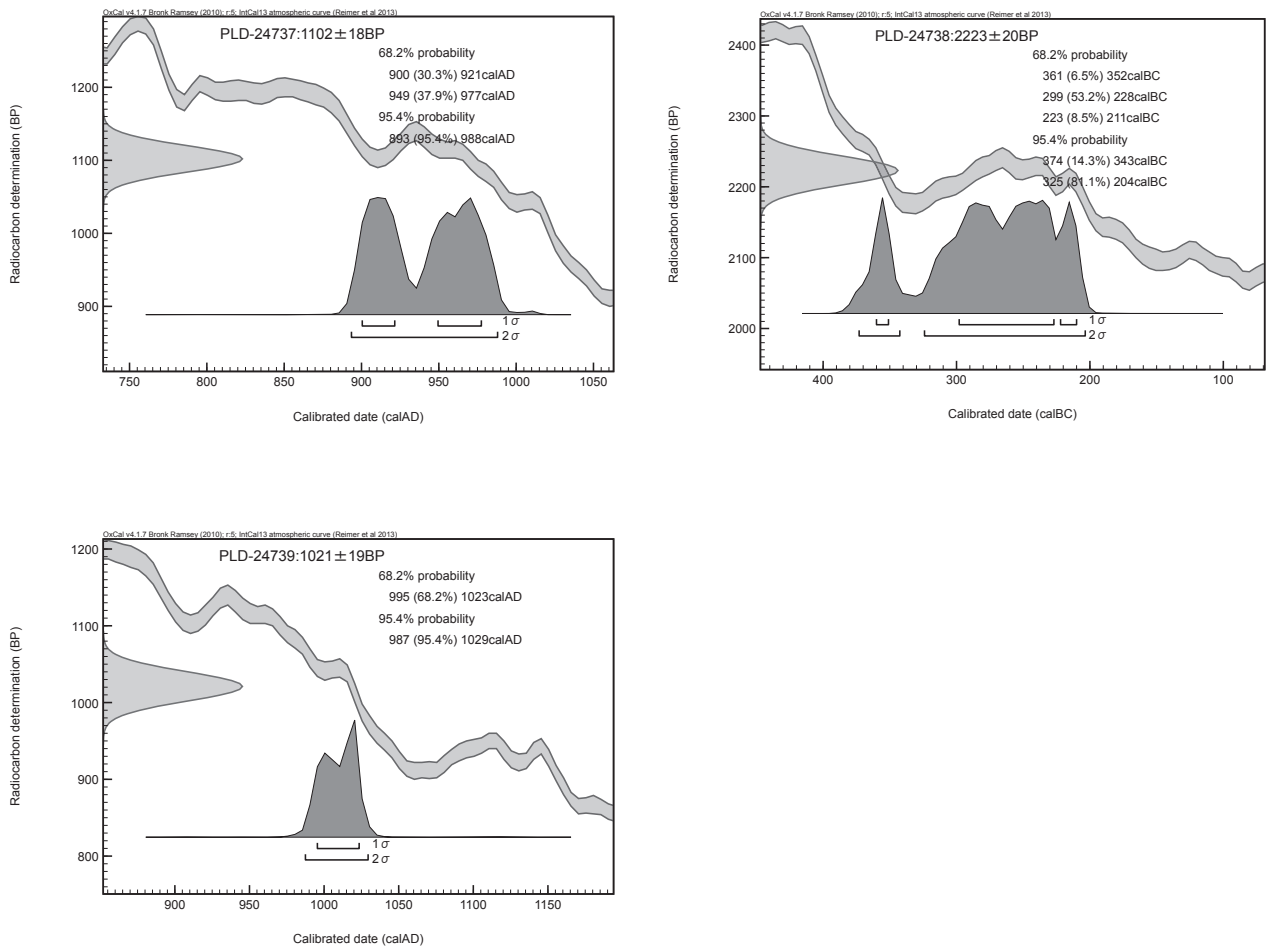 OxCal v4.1.7 Bronk Ramsey (2010); r:5; IntCal13 atmospheric curve (Reimer et al 2013)
PLD-24737:1102±18BP
68.2% probability
900 (30.3%) 921calAD
949 (37.9%) 977calAD
95.4% probability
893 (95.4%) 988calAD
Radiocarbon determination (BP)
1200
1100
1000
900
1σ
2σ
750 800 850 900 950 1000 1050
Calibrated date (calAD)
OxCal v4.1.7 Bronk Ramsey (2010); r:5; IntCal13 atmospheric curve (Reimer et al 2013)
PLD-24738:2223±20BP
68.2% probability
361 (6.5%) 352calBC
299 (53.2%) 228calBC
223 (8.5%) 211calBC
95.4% probability
374 (14.3%) 343calBC
325 (81.1%) 204calBC
Radiocarbon determination (BP)
2400
2300
2200
2100
2000
1σ
2σ
400 300 200 100
Calibrated date (calBC)
OxCal v4.1.7 Bronk Ramsey (2010); r:5; IntCal13 atmospheric curve (Reimer et al 2013)
PLD-24739:1021±19BP
68.2% probability
995 (68.2%) 1023calAD
95.4% probability
987 (95.4%) 1029calAD
Radiocarbon determination (BP)
1200
1100
1000
900
800
1σ
2σ
900 950 1000 1050 1100 1150
Calibrated date (calAD)